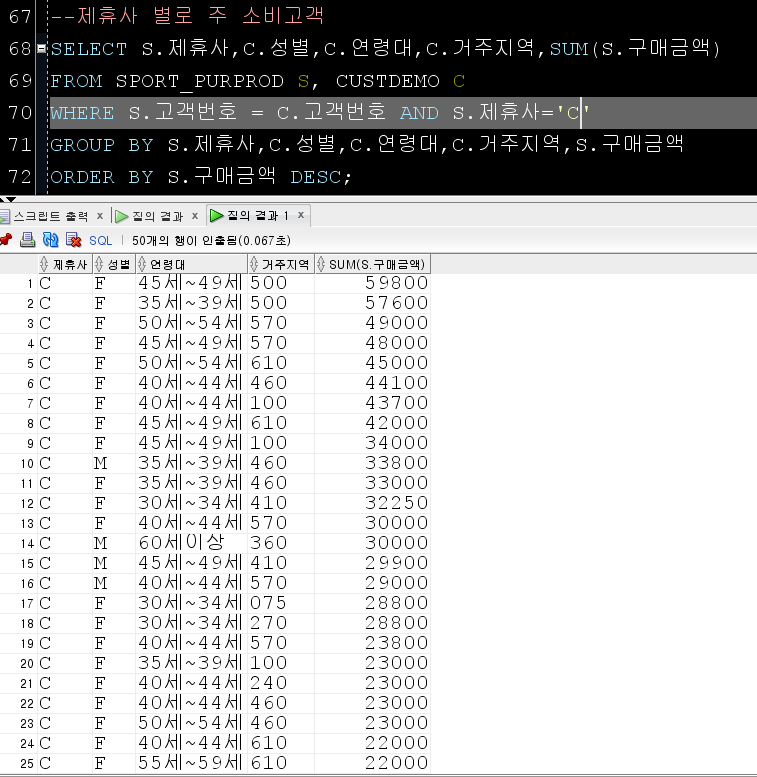 67 --제휴사 별로 주 소비고객
68 SELECT S.제휴사,C.성별,C.연령대,C.거주지역,SUM(S.구매금액)
69 FROM SPORT_PURPROD S, CUSTDEMO C
70 WHERE S.고객번호 = C.고객번호 AND S.제휴사='C'
71 GROUP BY S.제휴사,C.성별,C.연령대,C.거주지역,S.구매금액
72 ORDER BY S.구매금액 DESC;
스크립트 출력 x 질의 결과 x 질의 결과 1 x
SQL | 50개의 행이 인출됨(0.067초)
제휴사 성별 연령대 거주지역 SUM(S.구매금액)
1 C F 45세~49세 500 59800
2 C F 35세~39세 500 57600
3 C F 50세~54세 570 49000
4 C F 45세~49세 570 48000
5 C F 50세~54세 610 45000
6 C F 40세~44세 460 44100
7 C F 40세~44세 100 43700
8 C F 45세~49세 610 42000
9 C F 45세~49세 100 34000
10 C M 35세~39세 460 33800
11 C F 35세~39세 460 33000
12 C F 30세~34세 410 32250
13 C F 40세~44세 570 30000
14 C M 60세이상 360 30000
15 C M 45세~49세 410 29900
16 C M 40세~44세 570 29000
17 C F 30세~34세 075 28800
18 C F 30세~34세 270 28800
19 C F 40세~44세 570 23800
20 C F 35세~39세 100 23000
21 C F 40세~44세 240 23000
22 C F 40세~44세 460 23000
23 C F 50세~54세 460 23000
24 C F 40세~44세 610 22000
25 C F 55세~59세 610 22000